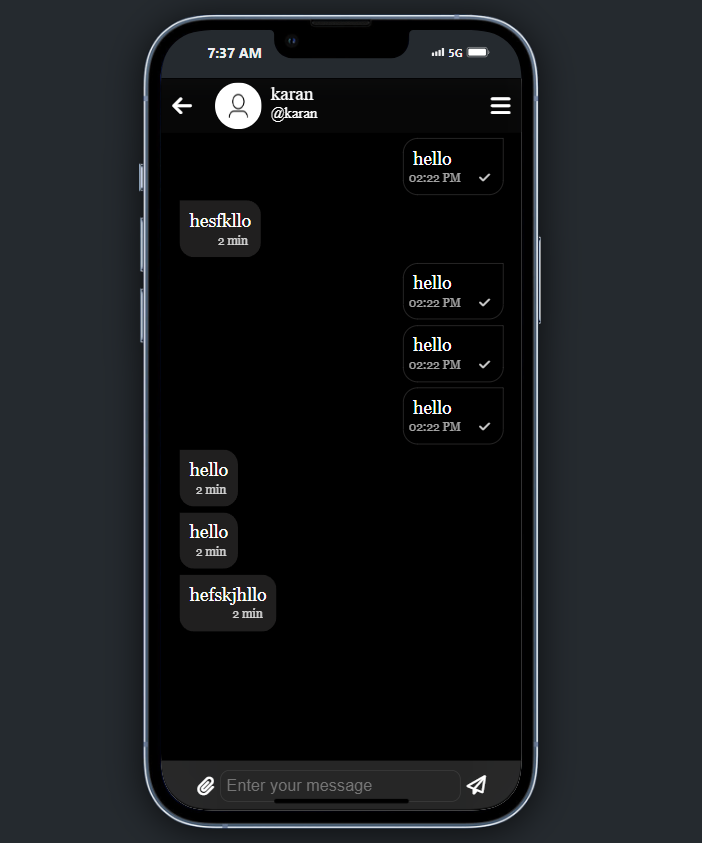 7:37 AM
5G
karan
@karan
hello
02:22 PM
hesfkllo
2 min
hello
02:22 PM
hello
02:22 PM
hello
02:22 PM
hello
2 min
hello
2 min
hefskjhllo
2 min
Enter your message